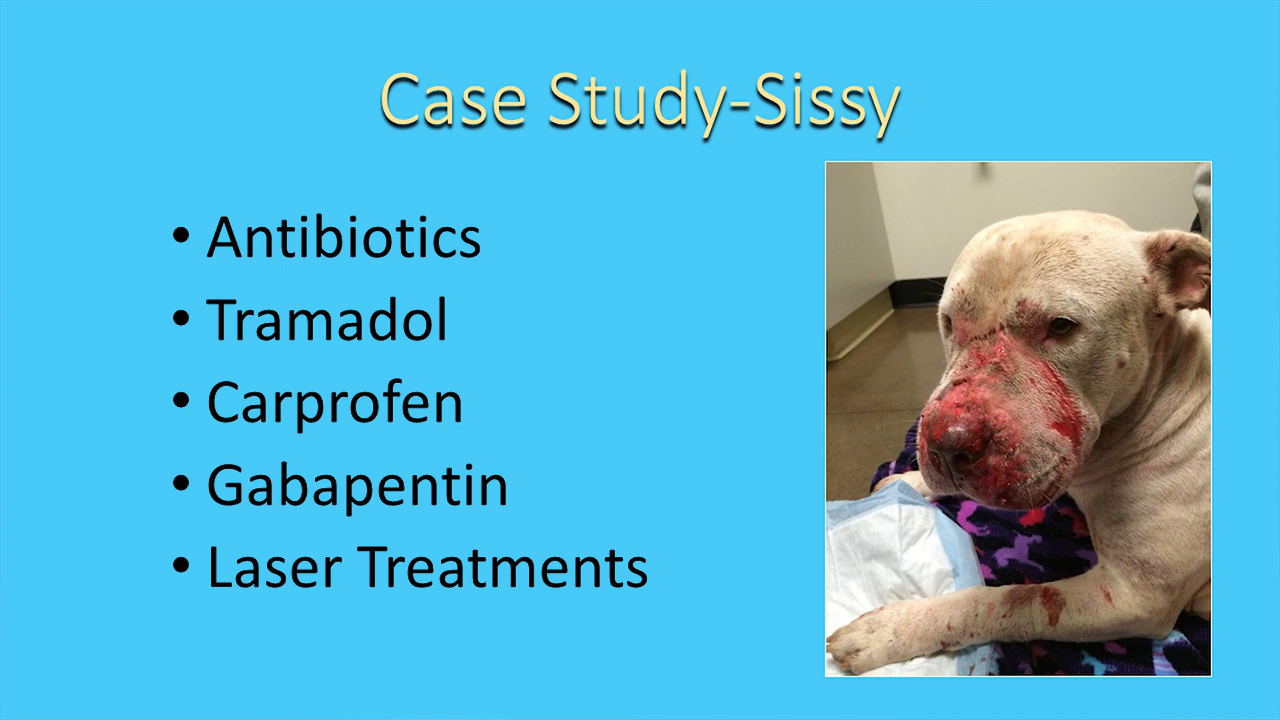 Case Study-Sissy
• Antibiotics
• Tramadol
• Carprofen
• Gabapentin
• Laser Treatments